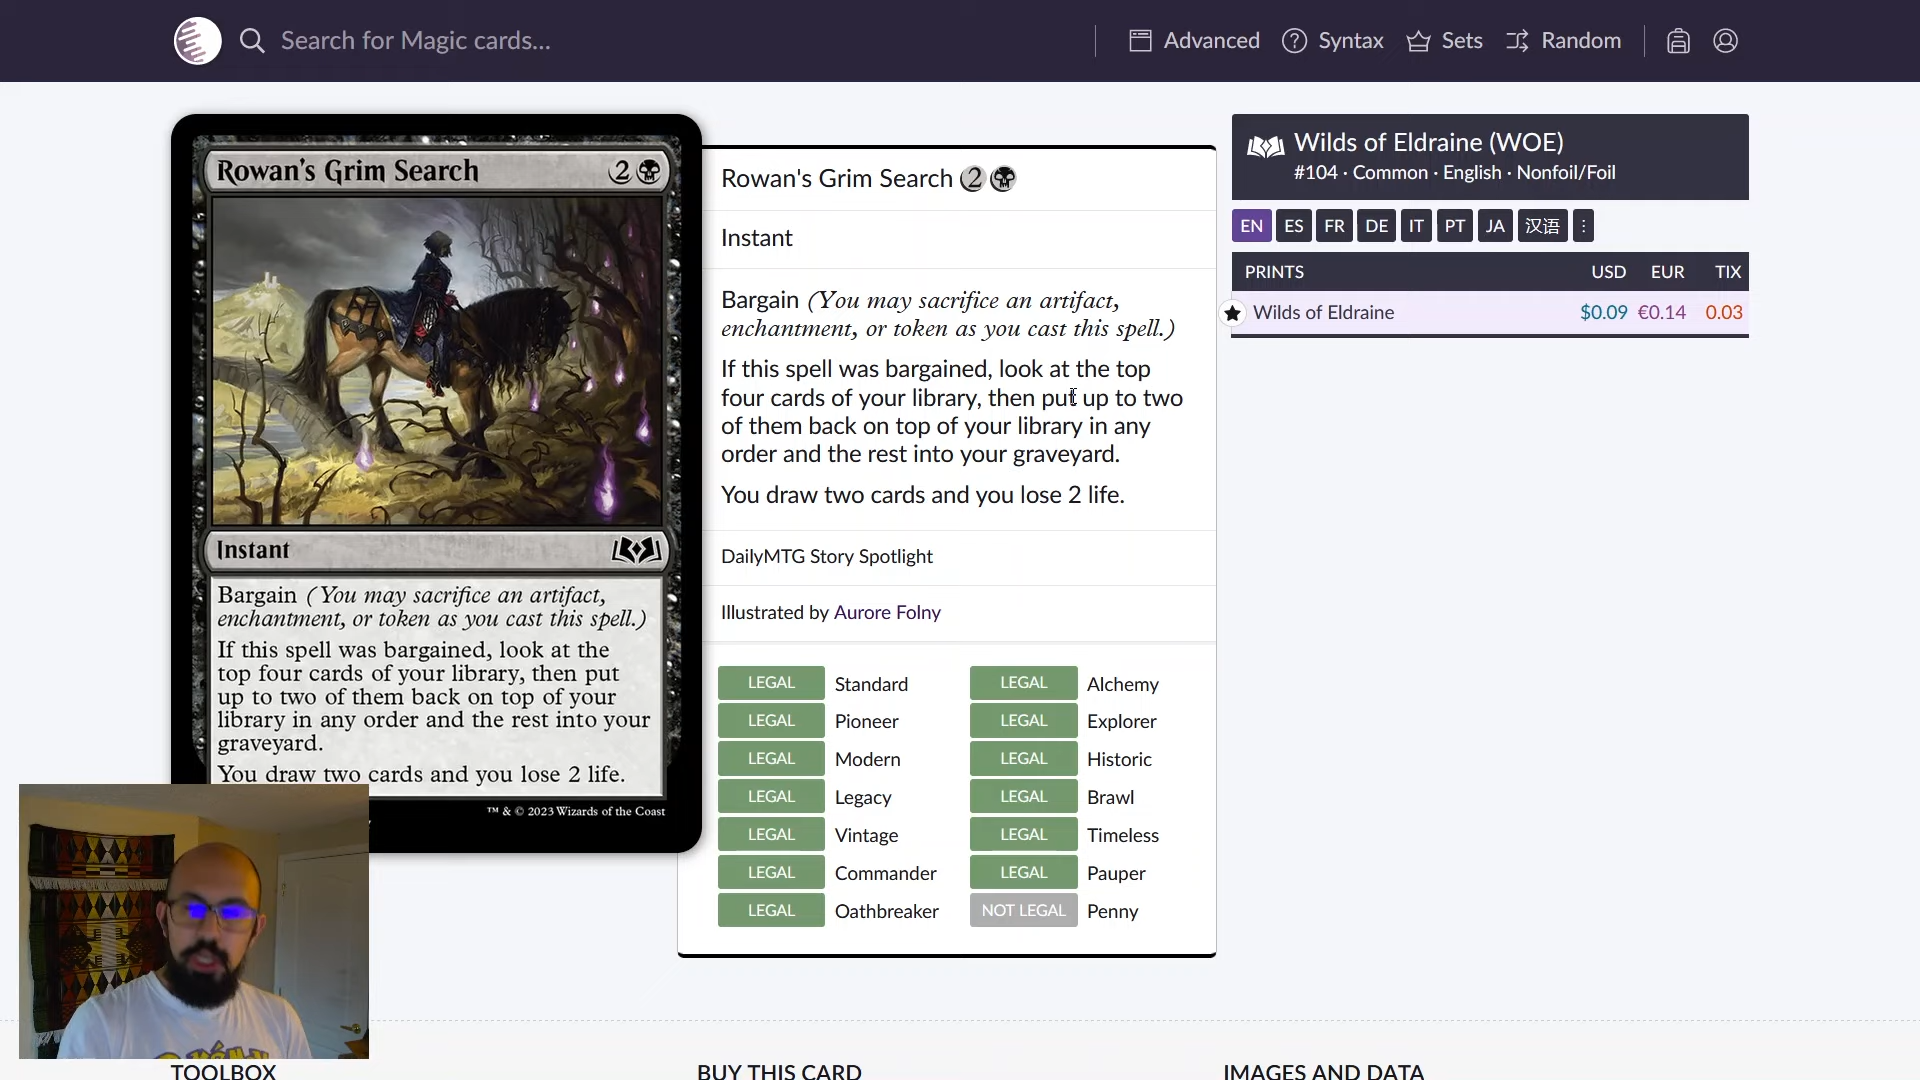 Search for Magic cards...
Advanced
Syntax
Sets
Random
Rowan's Grim Search 2
Instant
Bargain (You may sacrifice an artifact,
enchantment, or token as you cast this spell.)
If this spell was bargained, look at the
top four cards of your library, then put
up to two of them back on top of your
library in any order and the rest into your
graveyard.
You draw two cards and you lose 2 life.
™ & © 2023 Wizards of the Coast
Rowan's Grim Search 2
Instant
Bargain (You may sacrifice an artifact,
enchantment, or token as you cast this spell.)
If this spell was bargained, look at the top
four cards of your library, then put up to two
of them back on top of your library in any
order and the rest into your graveyard.
You draw two cards and you lose 2 life.
DailyMTG Story Spotlight
Illustrated by Aurore Folny
LEGAL Standard LEGAL Alchemy
LEGAL Pioneer LEGAL Explorer
LEGAL Modern LEGAL Historic
LEGAL Legacy LEGAL Brawl
LEGAL Vintage LEGAL Timeless
LEGAL Commander LEGAL Pauper
LEGAL Oathbreaker NOT LEGAL Penny
Wilds of Eldraine (WOE)
#104 · Common · English · Nonfoil/Foil
EN ES FR DE IT PT JA 汉语
PRINTS USD EUR TIX
Wilds of Eldraine $0.09 €0.14 0.03
TOOLBOX
BUY THIS CARD
IMAGES AND DATA